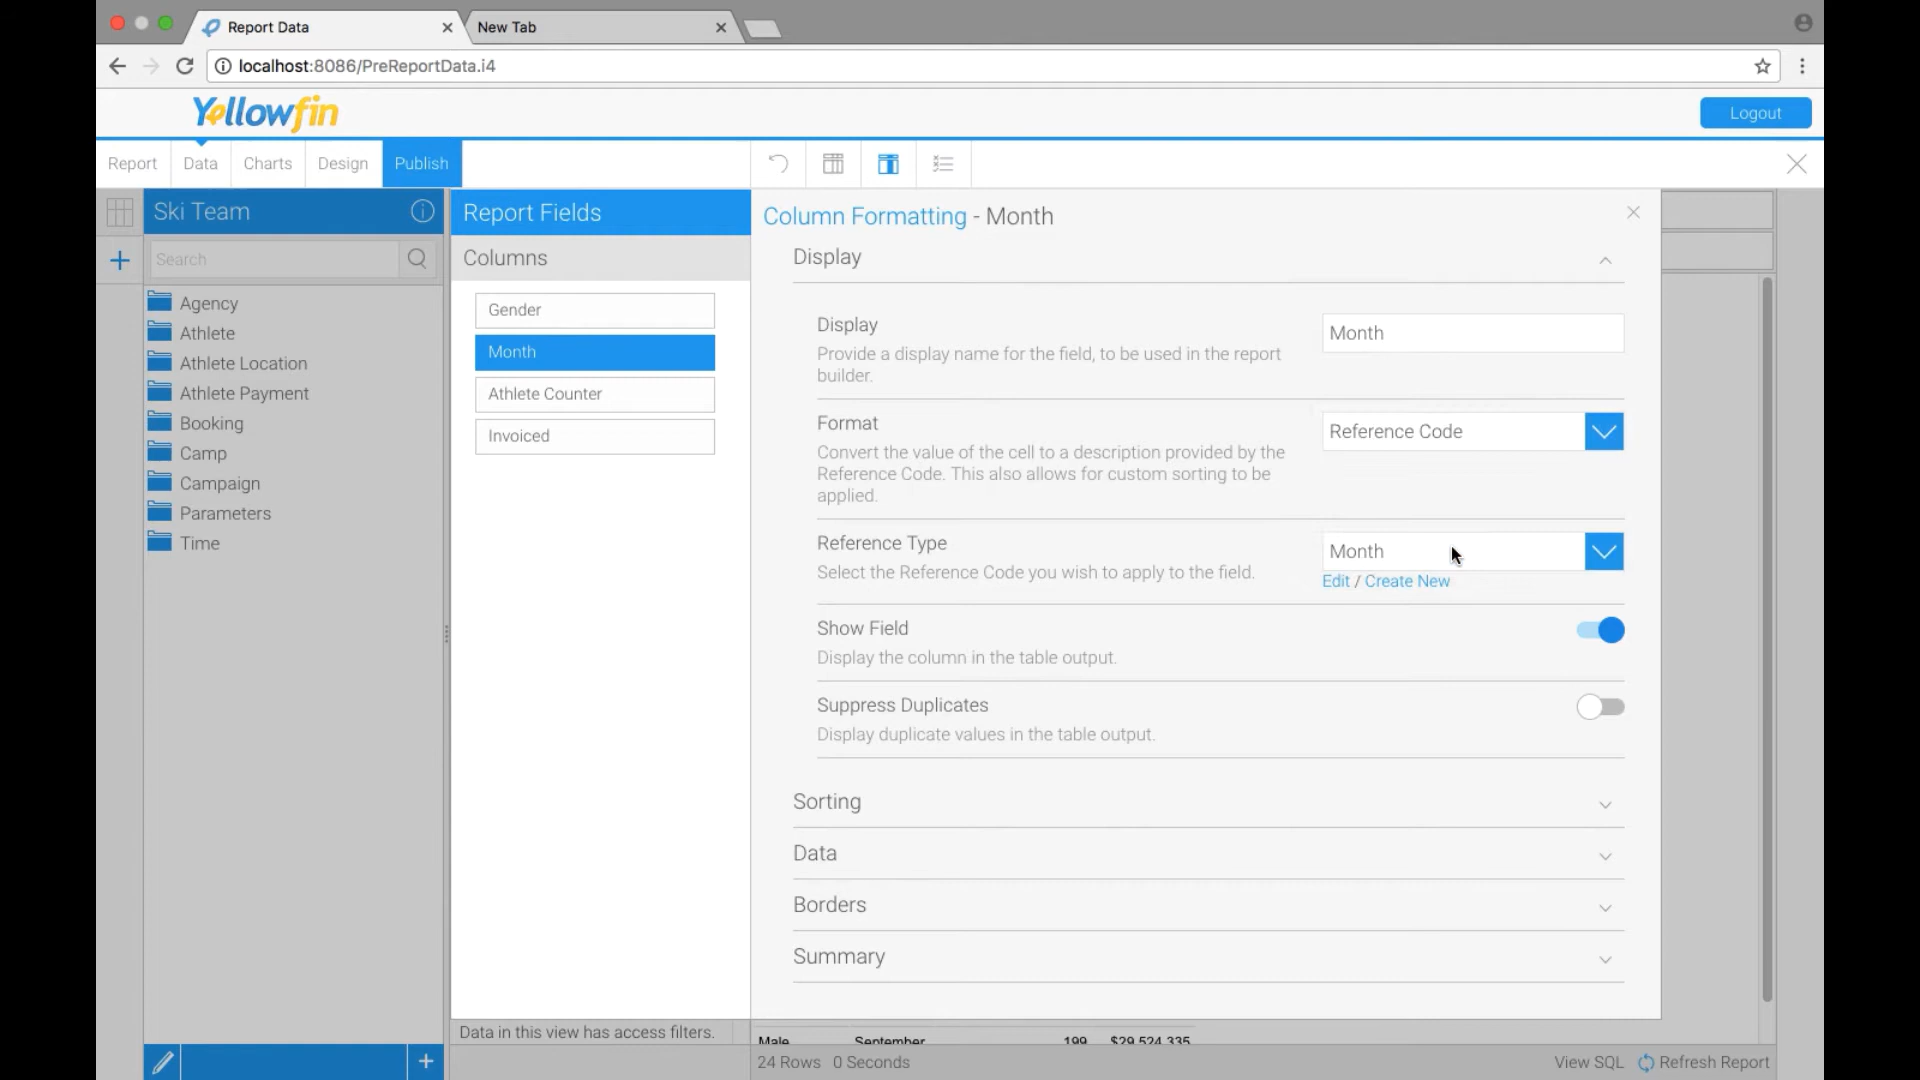 Report Data
New Tab
localhost:8086/PreReportData.i4
Yellowfin
Logout
Report
Data
Charts
Design
Publish
Ski Team
Search
Agency
Athlete
Athlete Location
Athlete Payment
Booking
Camp
Campaign
Parameters
Time
Report Fields
Columns
Gender
Month
Athlete Counter
Invoiced
Data in this view has access filters.
Column Formatting - Month
Display
Display
Month
Provide a display name for the field, to be used in the report
builder.
Format
Reference Code
Convert the value of the cell to a description provided by the
Reference Code. This also allows for custom sorting to be
applied.
Reference Type
Month
Select the Reference Code you wish to apply to the field.
Edit / Create New
Show Field
Display the column in the table output.
Suppress Duplicates
Display duplicate values in the table output.
Sorting
Data
Borders
Summary
Male September 199 $29,524,335
24 Rows 0 Seconds
View SQL Refresh Report